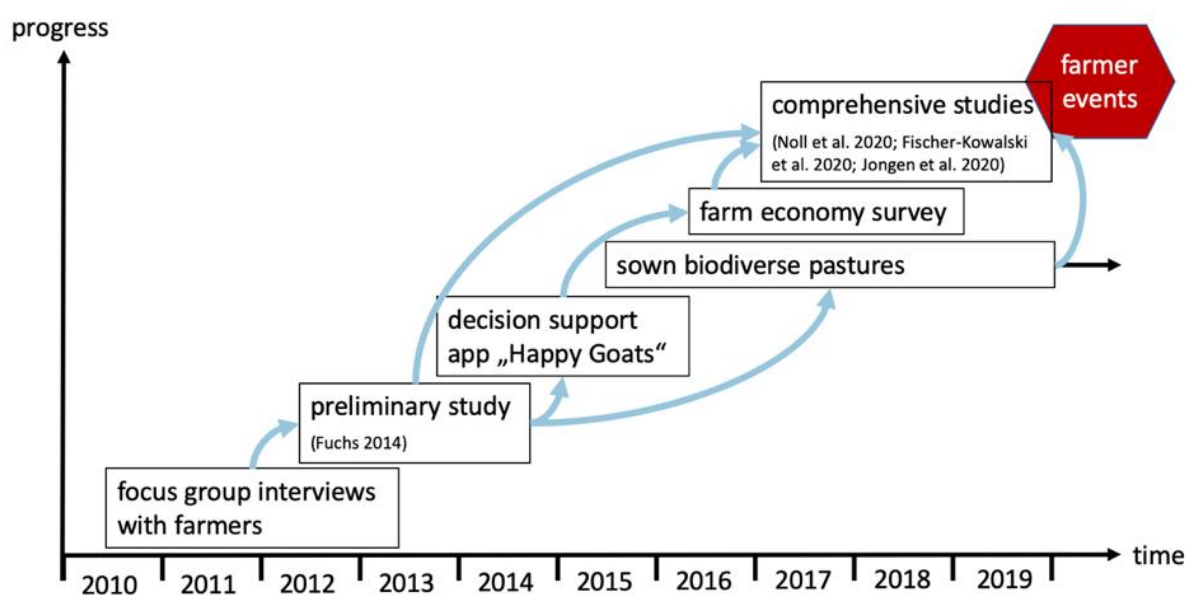 progress
farmer
events
comprehensive studies
(Noll et al. 2020; Fischer-Kowalski
et al. 2020; Jongen et al. 2020)
farm economy survey
sown biodiverse pastures
decision support
app „Happy Goats“
preliminary study
(Fuchs 2014)
focus group interviews
with farmers
time
2010 2011 2012 2013 2014 2015 2016 2017 2018 2019